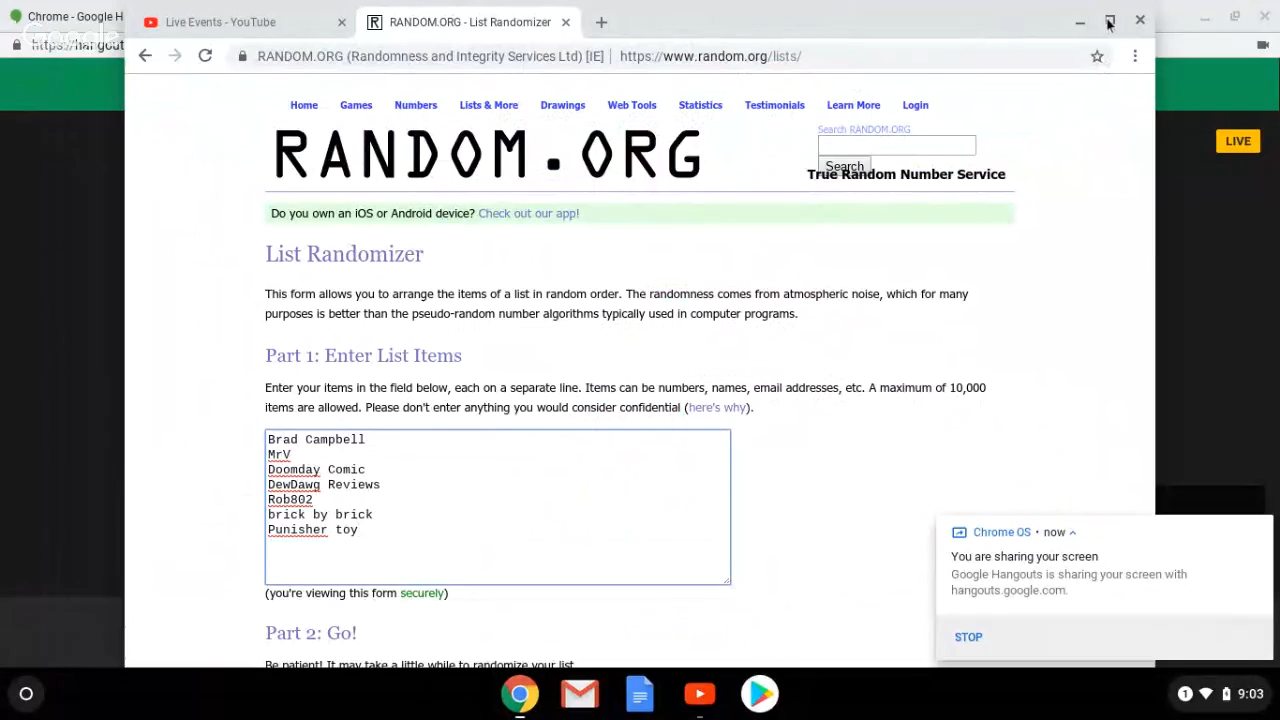 Chrome - Google H
Google
https://hangout
Live Events - YouTube
RANDOM.ORG - List Randomizer
RANDOM.ORG (Randomness and Integrity Services Ltd) [IE]
https://www.random.org/lists/
Home Games Numbers Lists & More Drawings Web Tools Statistics Testimonials Learn More Login
RANDOM.ORG
Search RANDOM.ORG
Search
True Random Number Service
LIVE
Do you own an iOS or Android device? Check out our app!
List Randomizer
This form allows you to arrange the items of a list in random order. The randomness comes from atmospheric noise, which for many
purposes is better than the pseudo-random number algorithms typically used in computer programs.
Part 1: Enter List Items
Enter your items in the field below, each on a separate line. Items can be numbers, names, email addresses, etc. A maximum of 10,000
items are allowed. Please don't enter anything you would consider confidential (here's why).
Brad Campbell
MrV
Doomday Comic
DewDawg Reviews
Rob802
brick by brick
Punisher toy
(you're viewing this form securely)
Part 2: Go!
Be patient! It may take a little while to randomize your list
Chrome OS • now
You are sharing your screen
Google Hangouts is sharing your screen with
hangouts.google.com.
STOP
1
9:03